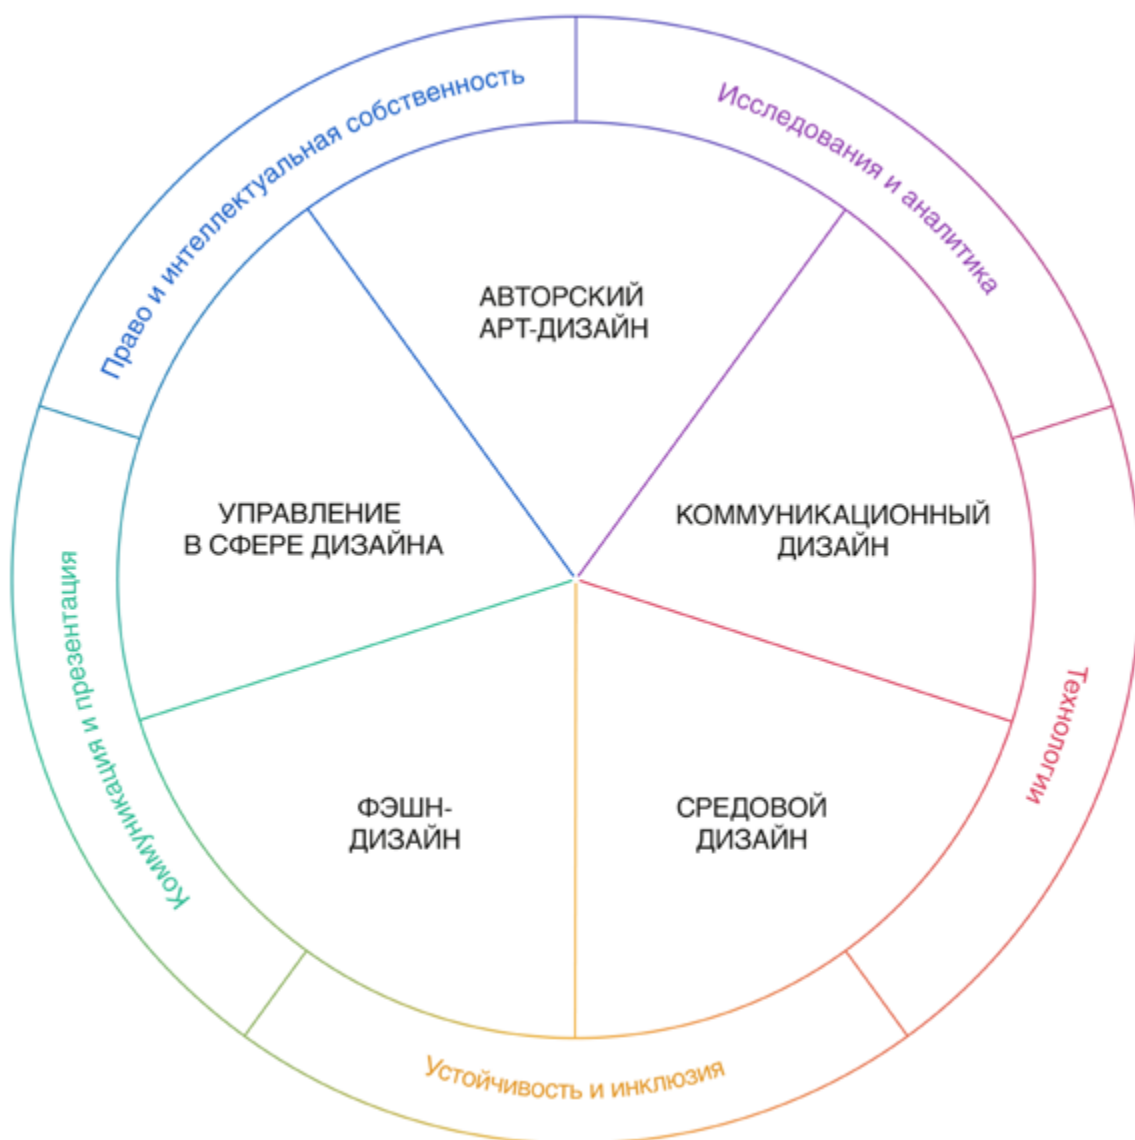 Право и интеллектуальная собственность
Исследования и аналитика
АВТОРСКИЙ
АРТ-ДИЗАЙН
УПРАВЛЕНИЕ
В СФЕРЕ ДИЗАЙНА
КОММУНИКАЦИОННЫЙ
ДИЗАЙН
Коммуникация и презентация
Технологии
ФЭШН-
ДИЗАЙН
СРЕДОВОЙ
ДИЗАЙН
Устойчивость и инклюзия